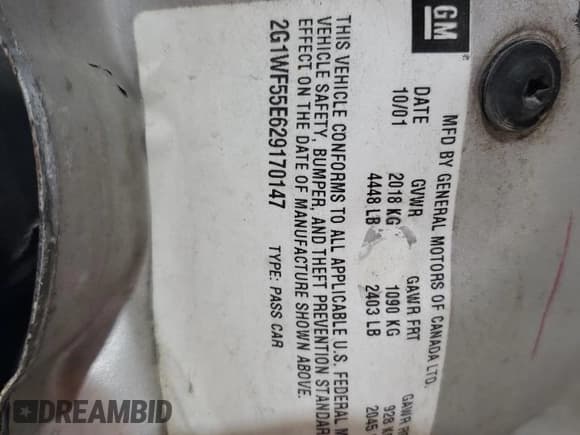 GM
MFD BY GENERAL MOTORS OF CANADA LTD.
DATE GVWR GAWR FRT GAWR
10/01 2018 KG 1090 KG 928
4448 LB 2403 LB
THIS VEHICLE CONFORMS TO ALL APPLICABLE U.S. FEDERAL
VEHICLE SAFETY, BUMPER, AND THEFT PREVENTION
EFFECT ON THE DATE OF MANUFACTURE SHOWN ABOVE.
2G1WF55E629170147 TYPE: PASS CAR
DREAMBID